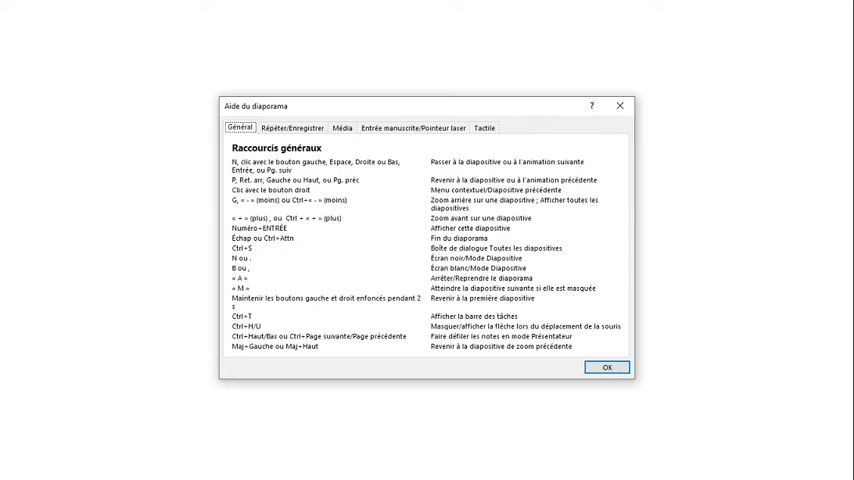 Aide du diaporama
?
Général Répéter/Enregistrer Média Entrée manuscrite/Pointeur laser Tactile
Raccourcis généraux
N, clic avec le bouton gauche, Espace, Droite ou Bas, Passer à la diapositive ou à l'animation suivante
Entrée, ou Pg. suiv
P, Ret. arr, Gauche ou Haut, ou Pg. préc Revenir à la diapositive ou à l'animation précédente
Clic avec le bouton droit Menu contextuel/Diapositive précédente
G, « - » (moins) ou Ctrl+« - » (moins) Zoom arrière sur une diapositive ; Afficher toutes les
diapositives
« + » (plus) , ou Ctrl + « + » (plus) Zoom avant sur une diapositive
Numéro+ENTRÉE Afficher cette diapositive
Échap ou Ctrl+Attn Fin du diaporama
Ctrl+S Boîte de dialogue Toutes les diapositives
N ou . Écran noir/Mode Diapositive
B ou , Écran blanc/Mode Diapositive
« A » Arrêter/Reprendre le diaporama
« M » Atteindre la diapositive suivante si elle est masquée
Maintenir les boutons gauche et droit enfoncés pendant 2 Revenir à la première diapositive
s
Ctrl+T Afficher la barre des tâches
Ctrl+H/U Masquer/afficher la flèche lors du déplacement de la souris
Ctrl+Haut/Bas ou Ctrl+Page suivante/Page précédente Faire défiler les notes en mode Présentateur
Maj+Gauche ou Maj+Haut Revenir à la diapositive de zoom précédente
OK